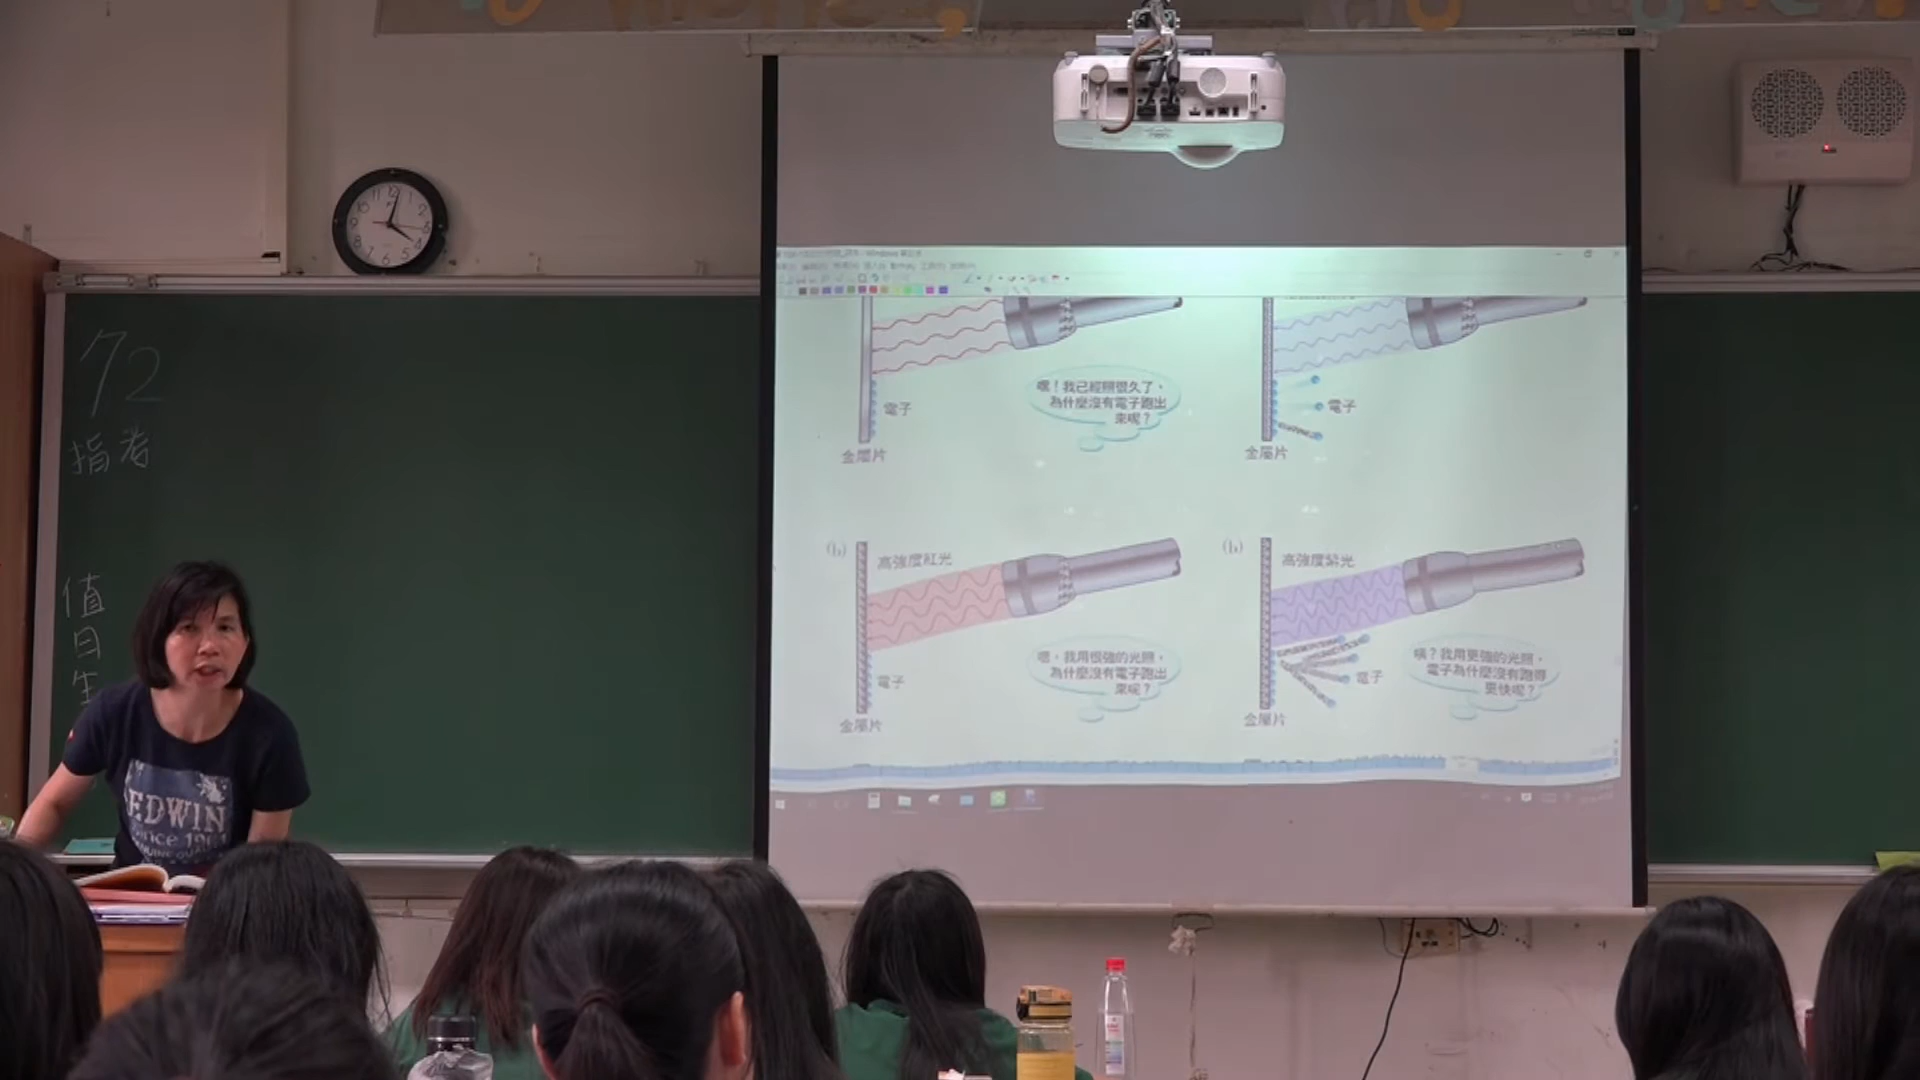 72
指考
值日生
電子
金屬片
嘿！我已經照很久了，
為什麼沒有電子跑出
來呢？
電子
金屬片
(b)
高強度紅光
嗯，我用很強的光照，
為什麼沒有電子跑出
來呢？
電子
金屬片
(b)
高強度紫光
電子
咦？我用更強的光照，
電子為什麼沒有跑得
更快呢？
金屬片
EDWIN
Since 1961